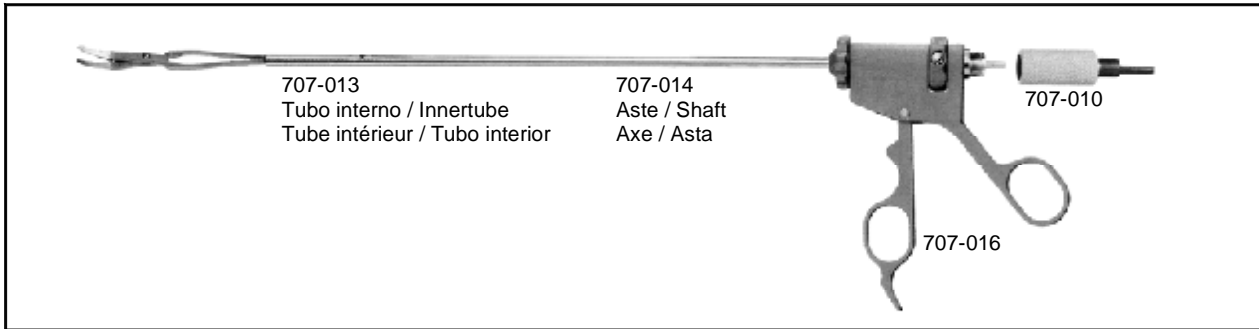 707-013
Tubo interno / Innertube
Tube intérieur / Tubo interior
707-014
Aste / Shaft
Axe / Asta
707-010
707-016